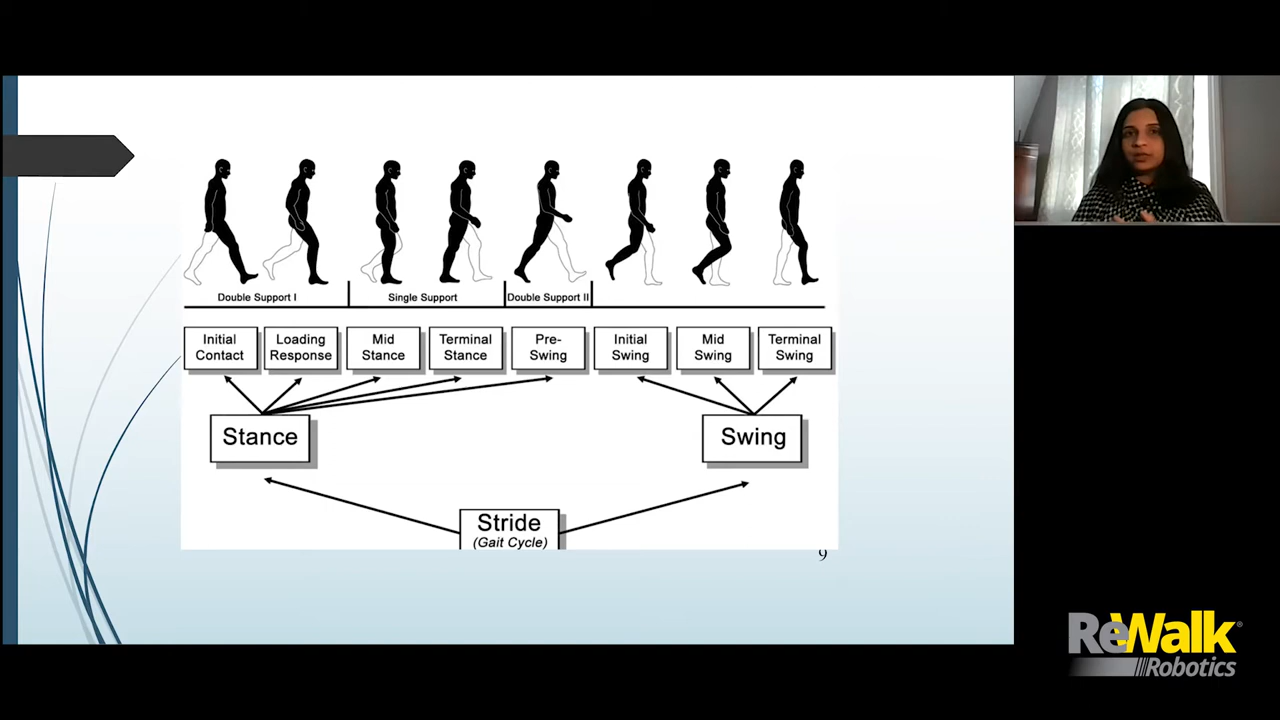 Double Support I
Single Support
Double Support II
Initial
Contact
Loading
Response
Mid
Stance
Terminal
Stance
Pre-
Swing
Initial
Swing
Mid
Swing
Terminal
Swing
Stance
Swing
Stride
(Gait Cycle)
9
ReWalk®
Robotics